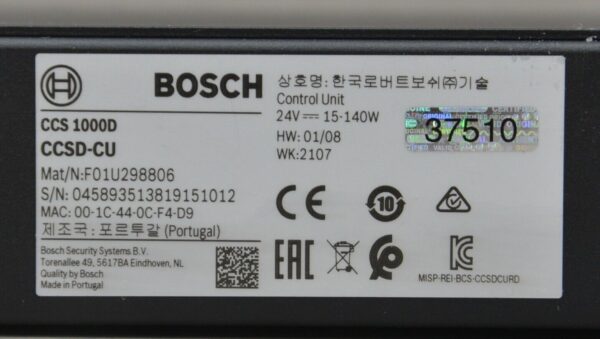 BOSCH
CCS 1000D
CCSD-CU
Mat/N:F01U298806
S/N: 045893513819151012
MAC: 00-1C-44-0C-F4-D9
제조국: 포르투갈 (Portugal)
Bosch Security Systems B.V.
Torenallee 49, 5617BA Eindhoven, NL
Quality by Bosch
Made in Portugal
상호명: 한국로버트보쉬㈜기술
Control Unit
24V ⎓ 15-140W
HW: 01/08
WK:2107
37510
CE
10
EAC
MSIP-REI-BCS-CCSDCURD